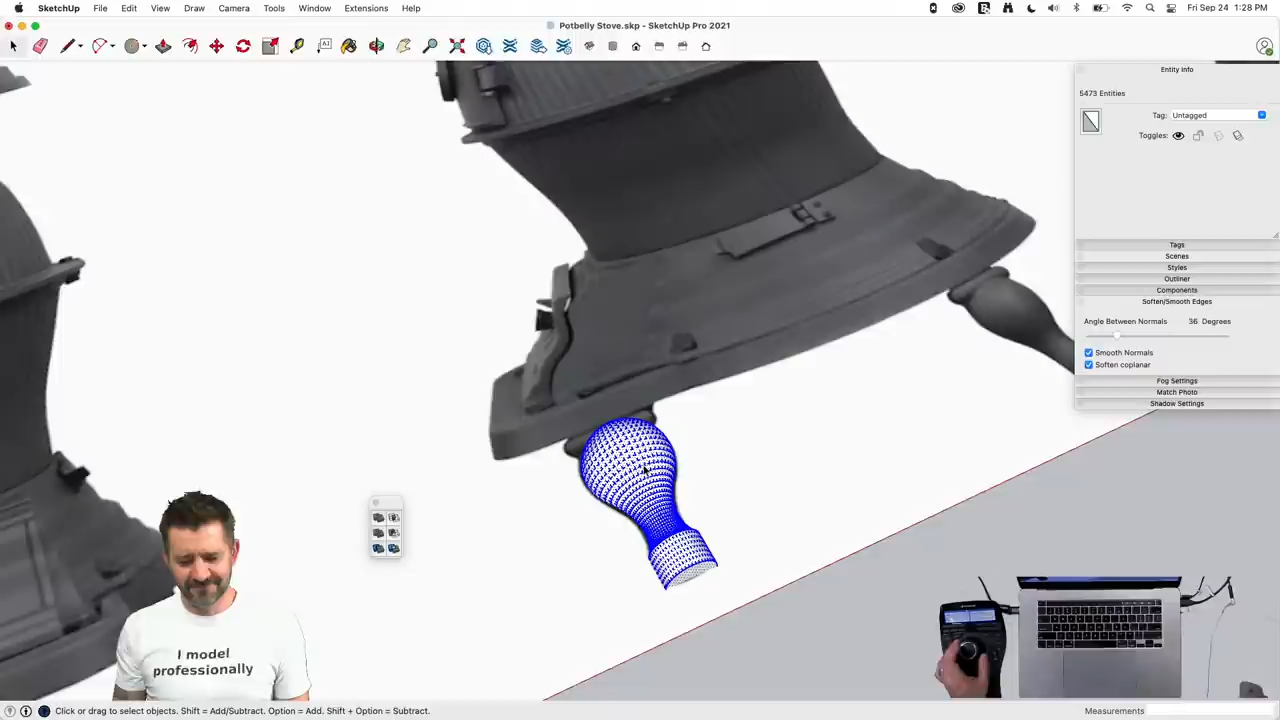 SketchUp File Edit View Draw Camera Tools Window Extensions Help
Fri Sep 24 1:28 PM
Potbelly Stove.skp - SketchUp Pro 2021
Entity Info
5473 Entities
Tag: Untagged
Toggles:
Tags
Scenes
Styles
Outliner
Components
Soften/Smooth Edges
Angle Between Normals 36 Degrees
Smooth Normals
Soften coplanar
Fog Settings
Match Photo
Shadow Settings
I model
professionally
Click or drag to select objects. Shift = Add/Subtract. Option = Add. Shift + Option = Subtract.
Measurements